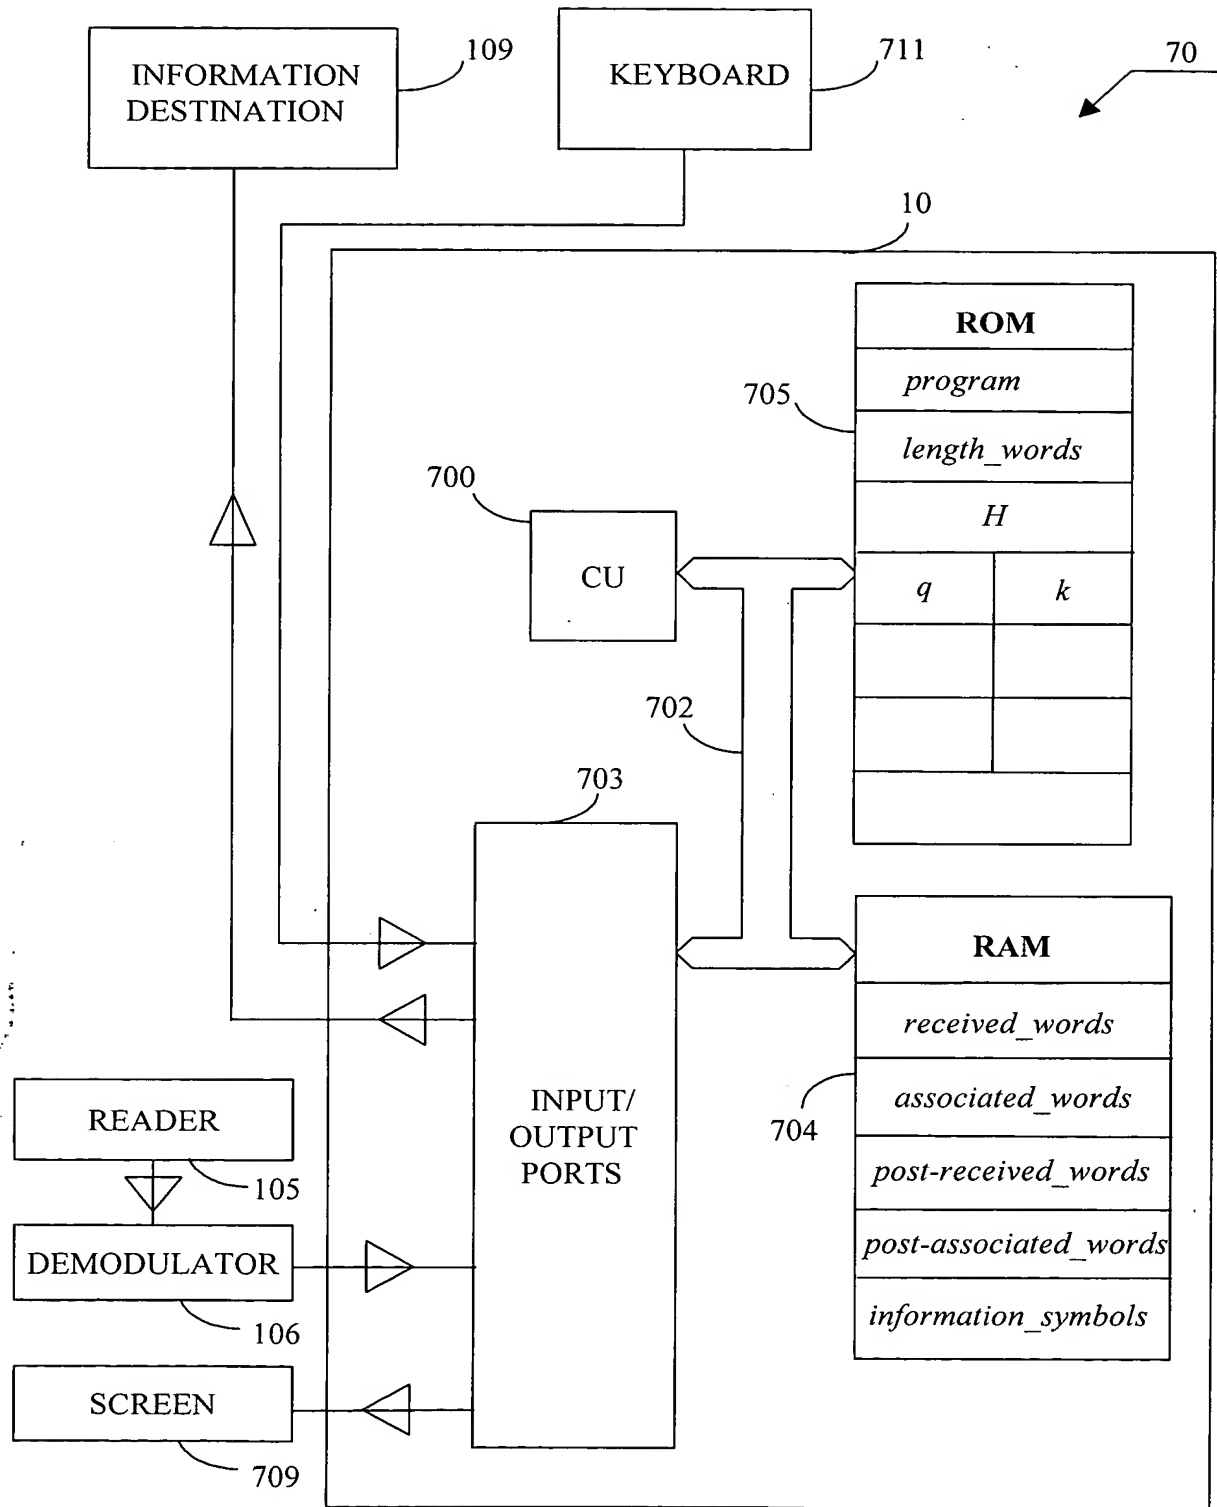 INFORMATION
DESTINATION
109
KEYBOARD
711
70
10
ROM
program
705
length_words
700
H
CU
q
k
702
703
RAM
received_words
associated_words
704
INPUT/
OUTPUT
PORTS
post-received_words
post-associated_words
information_symbols
READER
105
DEMODULATOR
106
SCREEN
709